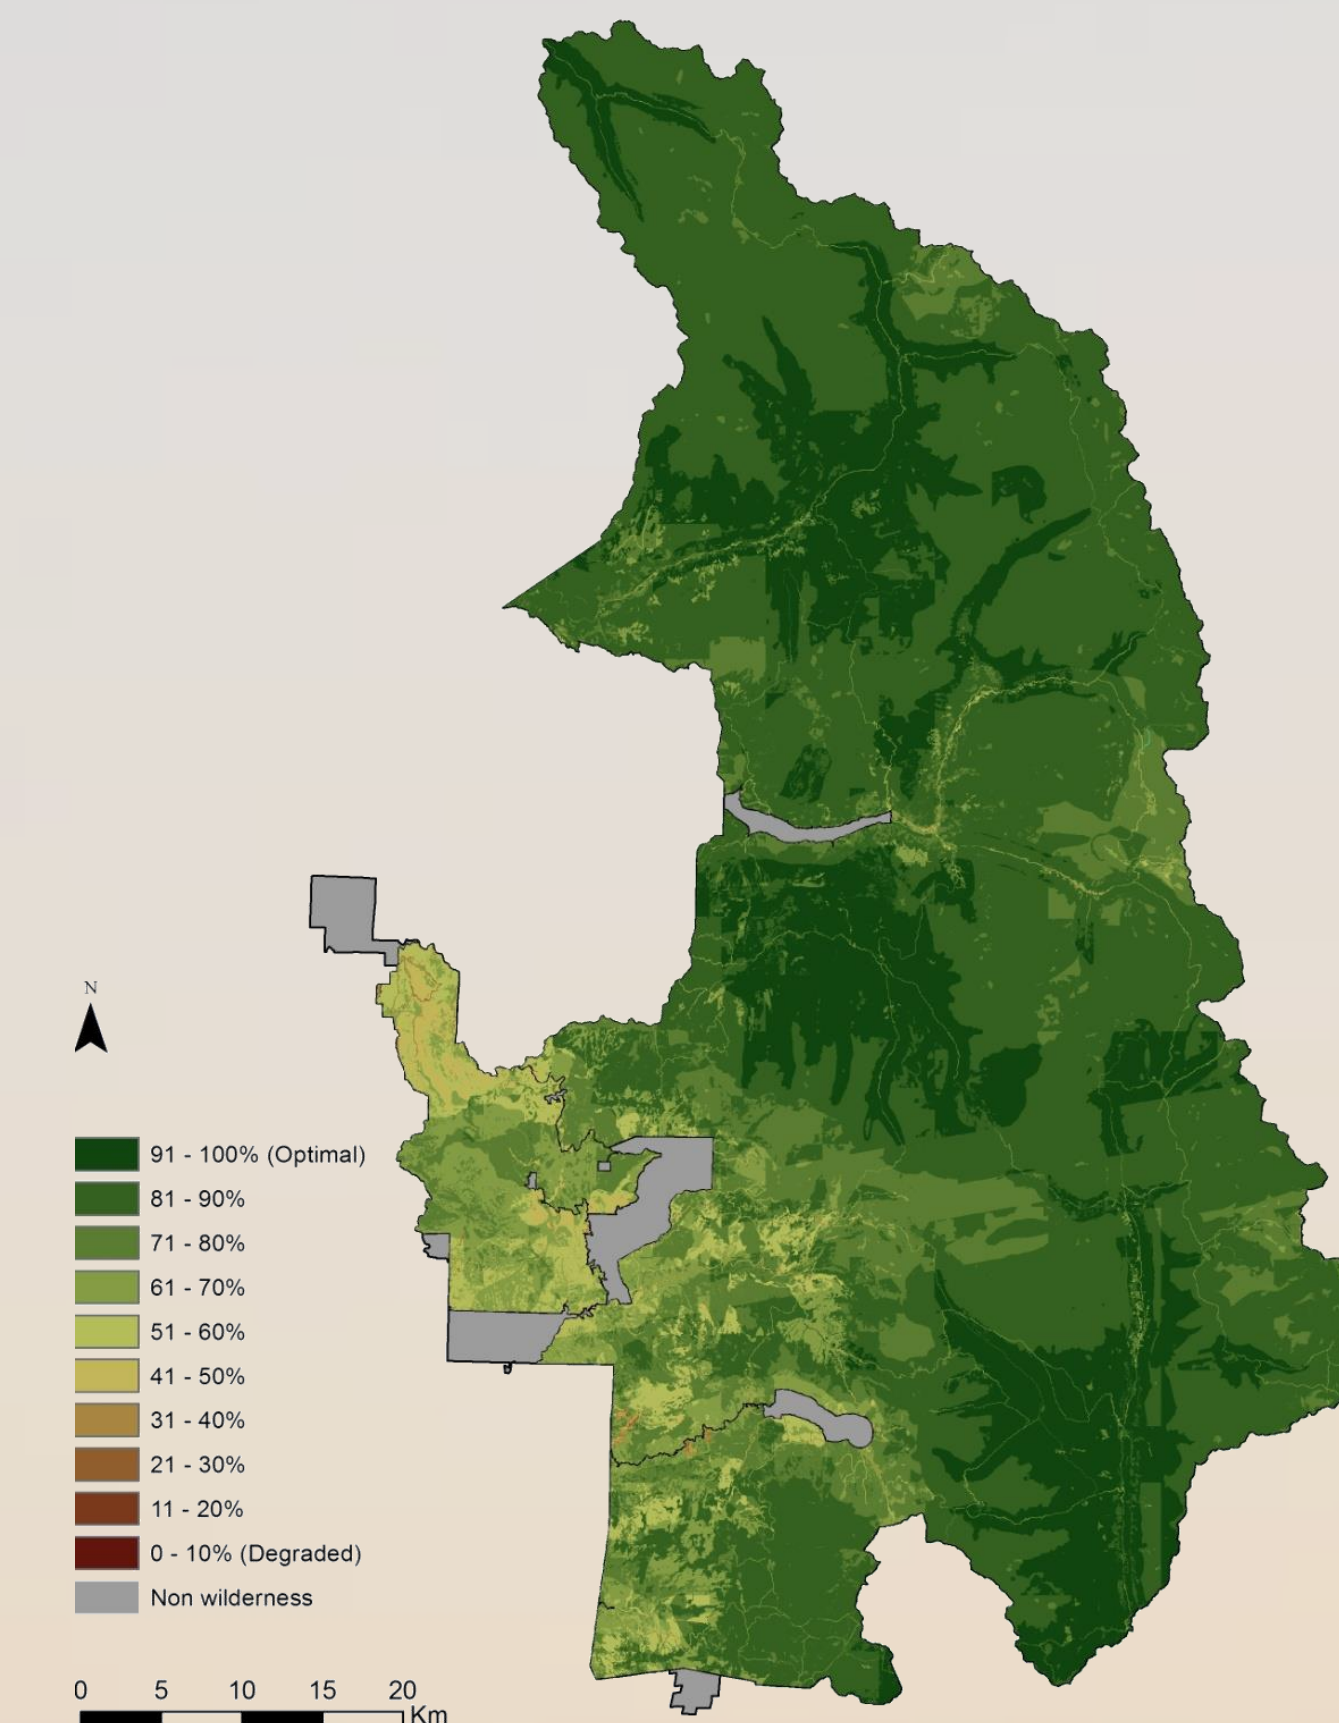 N
91 - 100% (Optimal)
81 - 90%
71 - 80%
61 - 70%
51 - 60%
41 - 50%
31 - 40%
21 - 30%
11 - 20%
0 - 10% (Degraded)
Non wilderness
0 5 10 15 20
Km